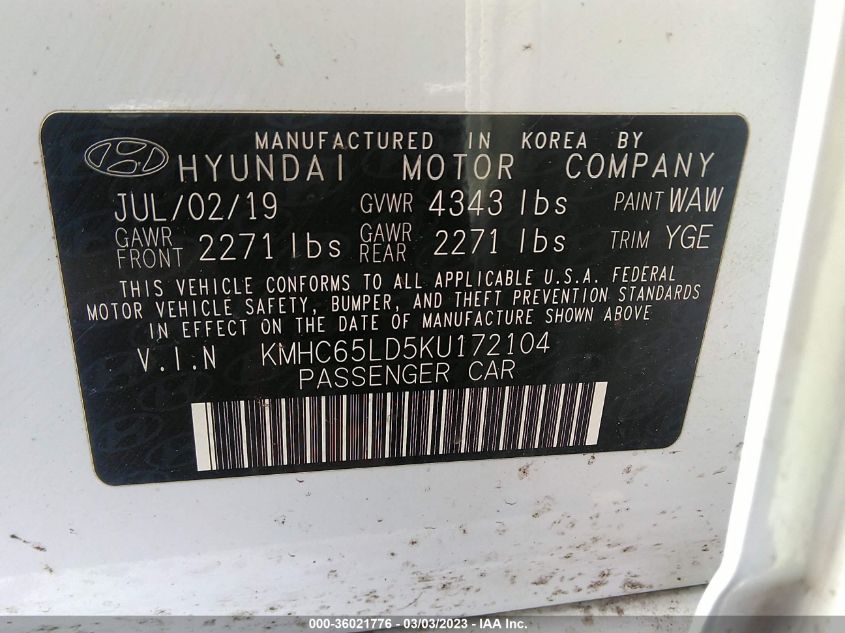 MANUFACTURED IN KOREA BY
HYUNDAI MOTOR COMPANY
JUL/02/19 GVWR 4343 lbs PAINT WAW
GAWR FRONT 2271 lbs GAWR REAR 2271 lbs TRIM YGE
THIS VEHICLE CONFORMS TO ALL APPLICABLE U.S.A. FEDERAL
MOTOR VEHICLE SAFETY, BUMPER, AND THEFT PREVENTION STANDARDS
IN EFFECT ON THE DATE OF MANUFACTURE SHOWN ABOVE
V.I.N KMHC65LD5KU172104
PASSENGER CAR
000-36021776 - 03/03/2023 - IAA Inc.